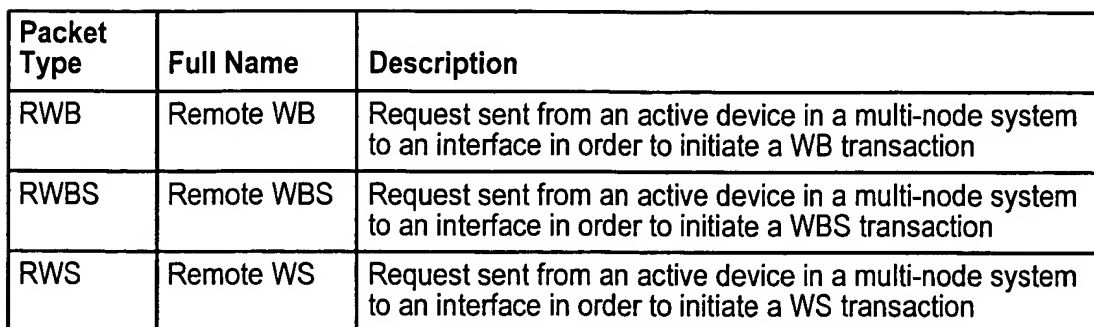 Packet
Type Full Name Description
RWB Remote WB Request sent from an active device in a multi-node system
to an interface in order to initiate a WB transaction
RWBS Remote WBS Request sent from an active device in a multi-node system
to an interface in order to initiate a WBS transaction
RWS Remote WS Request sent from an active device in a multi-node system
to an interface in order to initiate a WS transaction